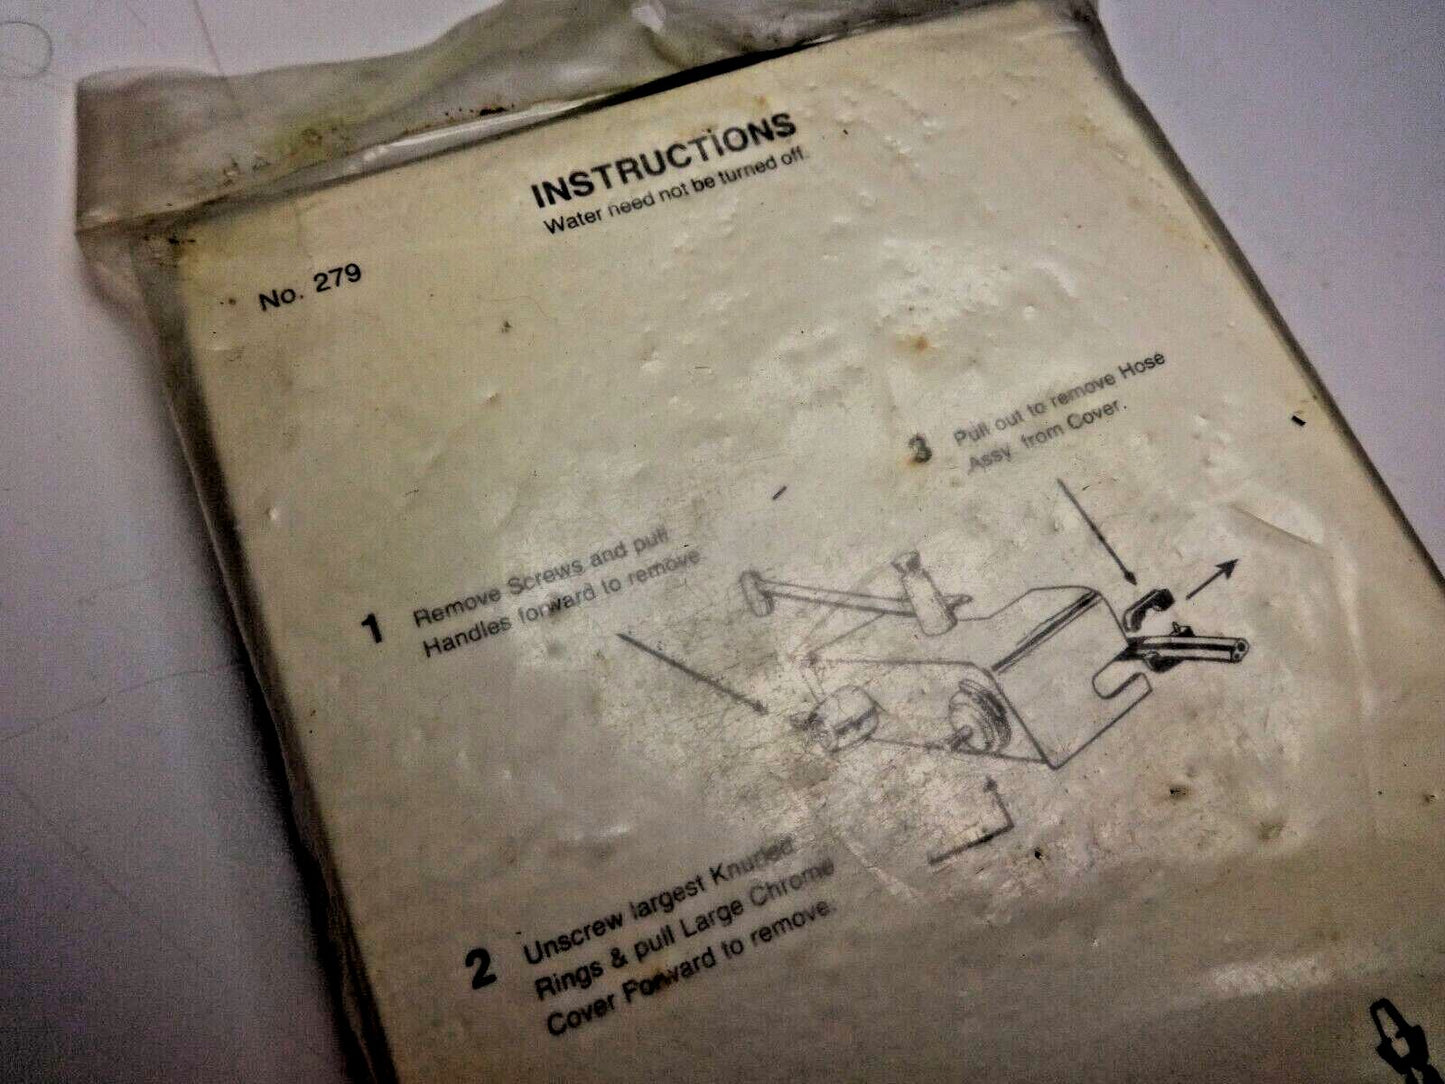 INSTRUCTIONS
Water need not be turned off.
No. 279
3 Pull out to remove Hose
Assy. from Cover.
1 Remove Screws and pull
Handles forward to remove
2 Unscrew largest Knurled
Rings & pull Large Chrome
Cover Forward to remove.